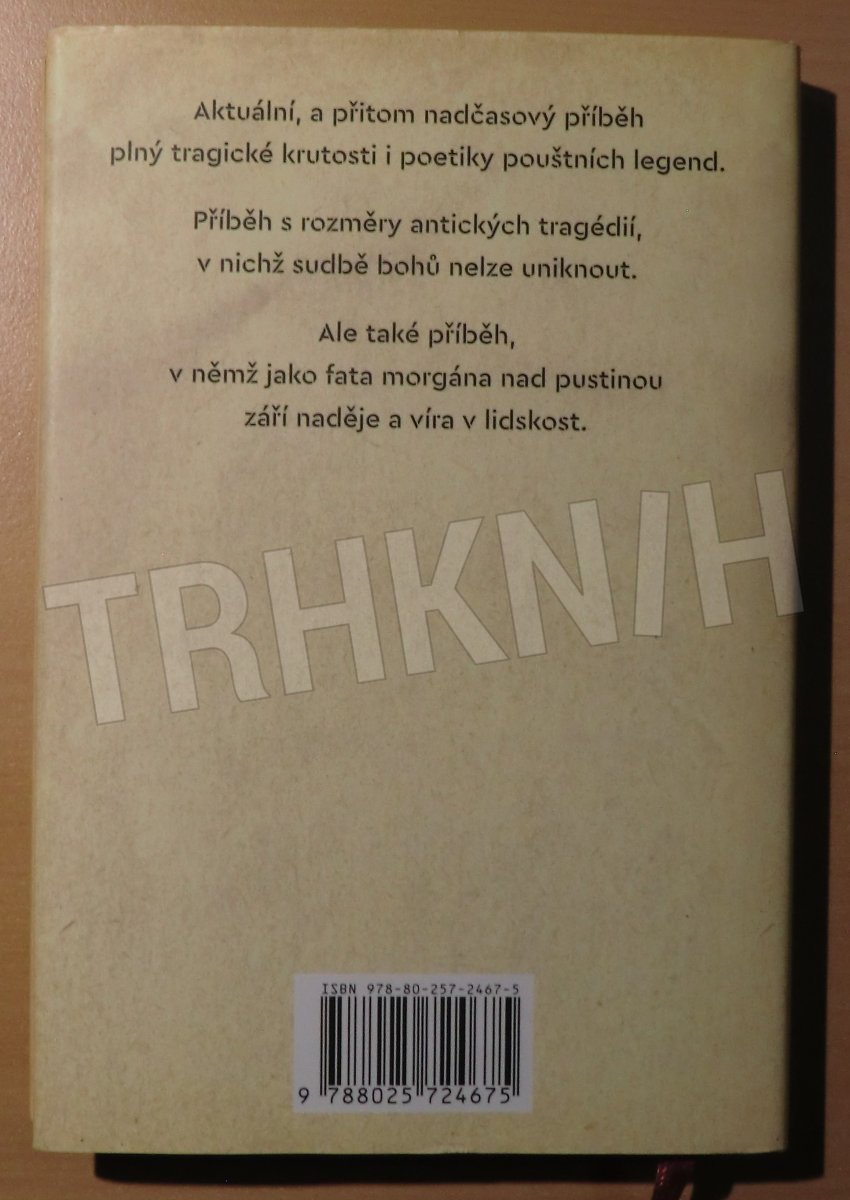 Aktuální, a přitom nadčasový příběh
plný tragické krutosti i poetiky pouštních legend.
Příběh s rozměry antických tragédií,
v nichž sudbě bohů nelze uniknout.
Ale také příběh,
v němž jako fata morgána nad pustinou
září naděje a víra v lidskost.
TRHKNIH
ISBN 978-80-257-2467-5
9 788025 724675